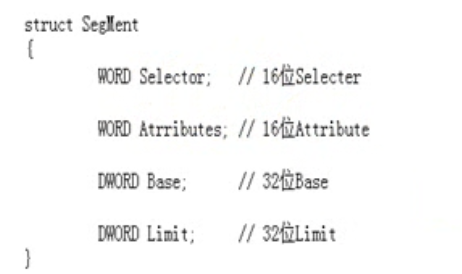 struct SegMent
{
WORD Selector; // 16位Selecter
WORD Atrributes; // 16位Attribute
DWORD Base; // 32位Base
DWORD Limit; // 32位Limit
}